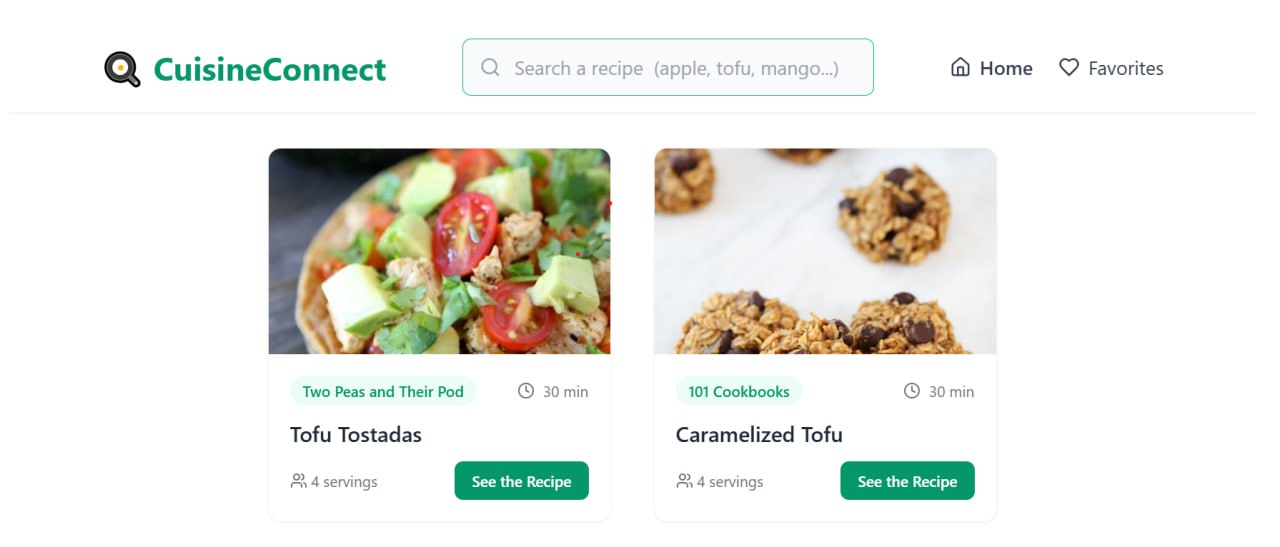 CuisineConnect
Search a recipe (apple, tofu, mango...)
Home
Favorites
Two Peas and Their Pod
30 min
Tofu Tostadas
4 servings
See the Recipe
101 Cookbooks
30 min
Caramelized Tofu
4 servings
See the Recipe